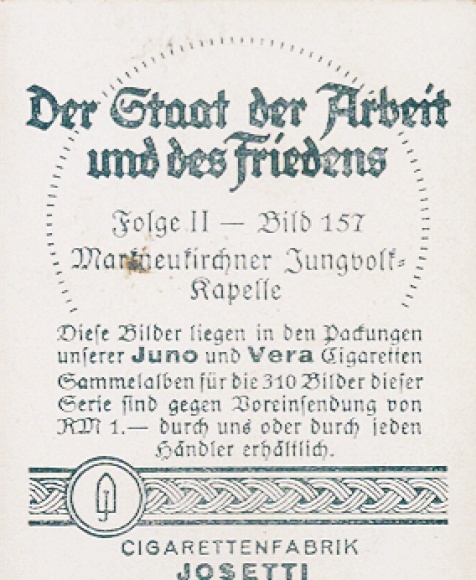 Der Staat der Arbeit
und des Friedens
Folge II — Bild 157
Markneukirchner Jungvolk-
Kapelle
Diese Bilder liegen in den Packungen
unserer Juno und Vera Cigaretten
Sammelalben für die 310 Bilder dieser
Serie sind gegen Voreinsendung von
RM 1.— durch uns oder durch jeden
Händler erhältlich.
CIGARETTENFABRIK
JOSETTI